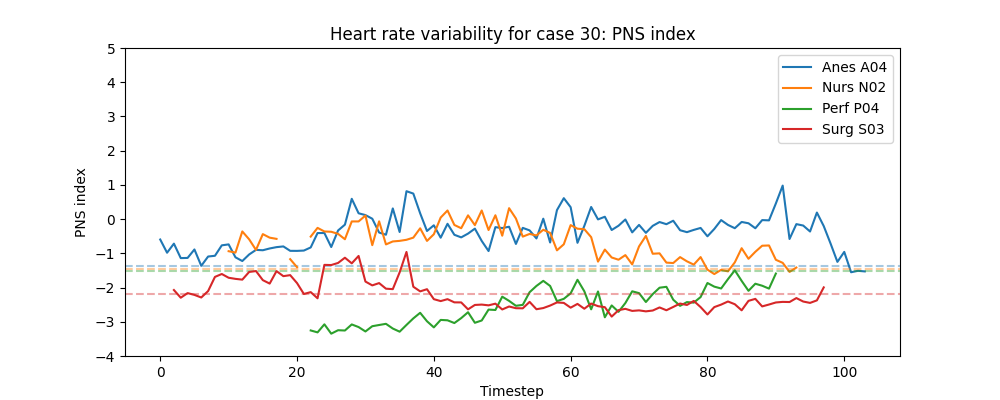 Heart rate variability for case 30: PNS index
Anes A04
Nurs N02
Perf P04
Surg S03
PNS index
5
4
3
2
1
0
−1
−2
−3
−4
0 20 40 60 80 100
Timestep